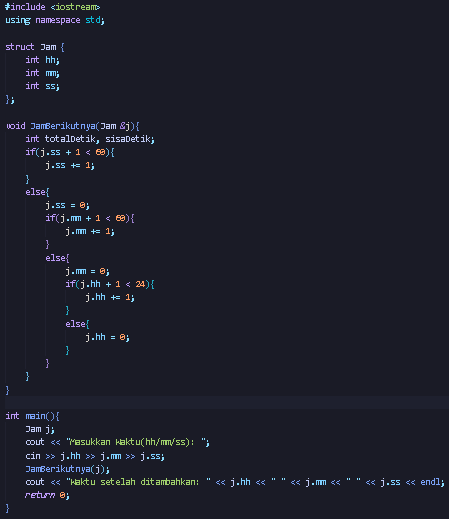 #include <iostream>
using namespace std;

struct Jam {
    int hh;
    int mm;
    int ss;
};

void JamBerikutnya(Jam &j){
    int totalDetik, sisaDetik;
    if(j.ss + 1 < 60){
        j.ss += 1;
    }
    else{
        j.ss = 0;
        if(j.mm + 1 < 60){
            j.mm += 1;
        }
        else{
            j.mm = 0;
            if(j.hh + 1 < 24){
                j.hh += 1;
            }
            else{
                j.hh = 0;
            }
        }
    }
}

int main(){
    Jam j;
    cout << "Masukkan Waktu(hh/mm/ss): ";
    cin >> j.hh >> j.mm >> j.ss;
    JamBerikutnya(j);
    cout << "Waktu setelah ditambahkan: " << j.hh << " " << j.mm << " " << j.ss << endl;
    return 0;
}